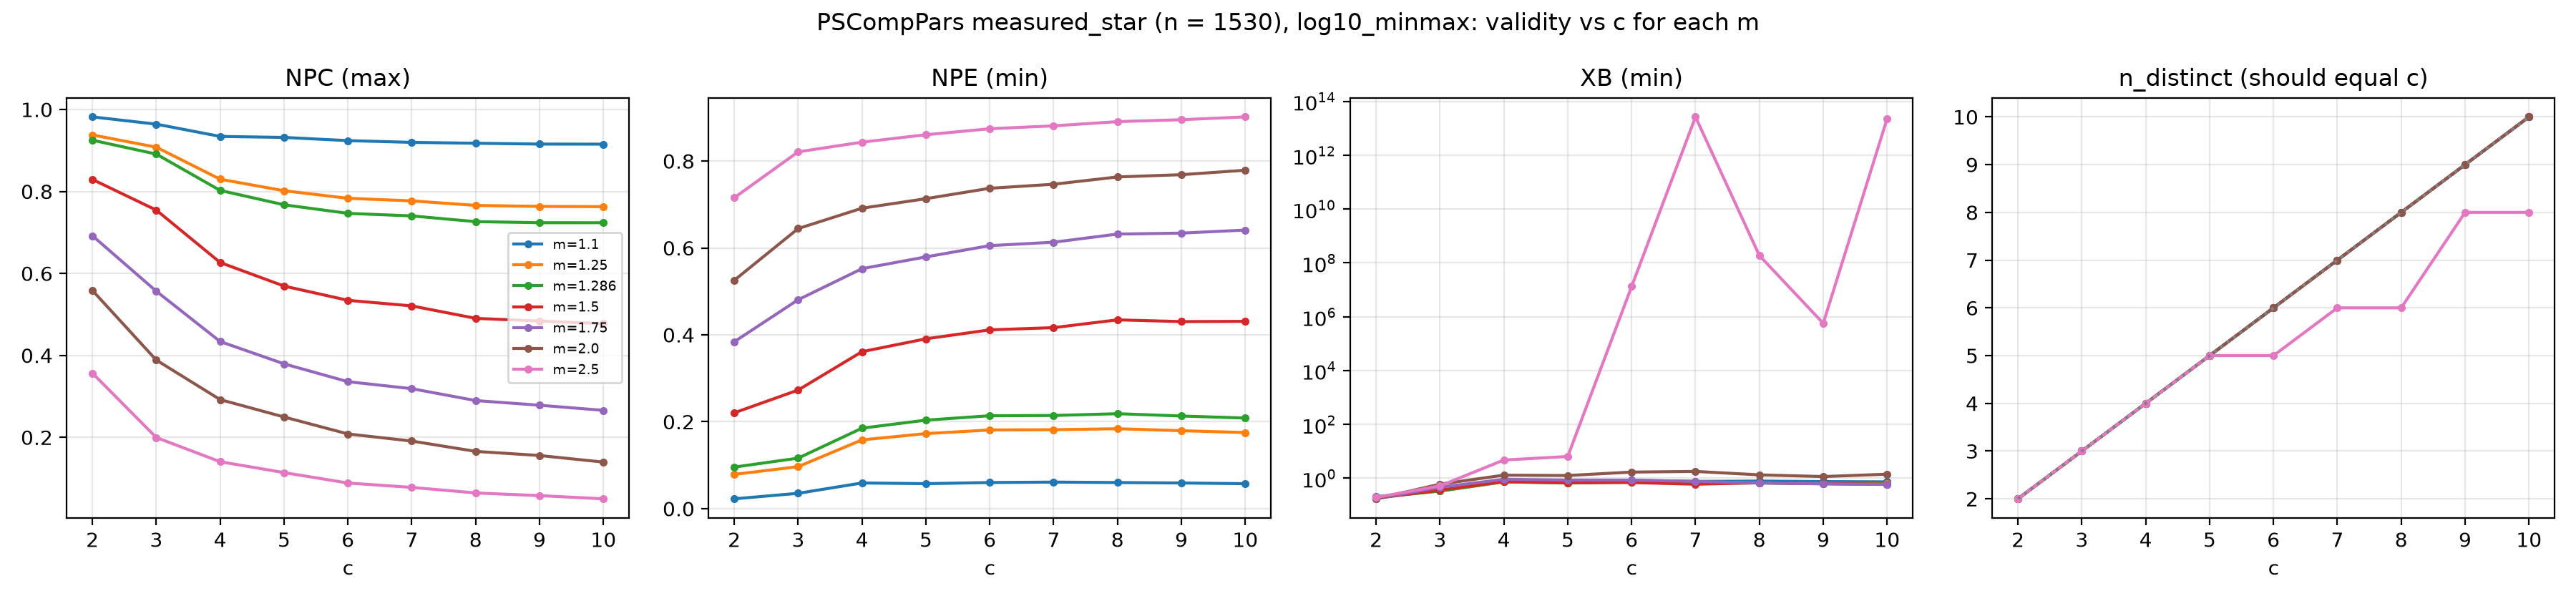 PSCompPars measured_star (n = 1530), log10_minmax: validity vs c for each m
NPC (max)
1.0
0.8
0.6
0.4
0.2
m=1.1
m=1.25
m=1.286
m=1.5
m=1.75
m=2.0
m=2.5
2 3 4 5 6 7 8 9 10
c
NPE (min)
0.8
0.6
0.4
0.2
0.0
2 3 4 5 6 7 8 9 10
c
XB (min)
10^14
10^12
10^10
10^8
10^6
10^4
10^2
10^0
2 3 4 5 6 7 8 9 10
c
n_distinct (should equal c)
10
9
8
7
6
5
4
3
2
2 3 4 5 6 7 8 9 10
c